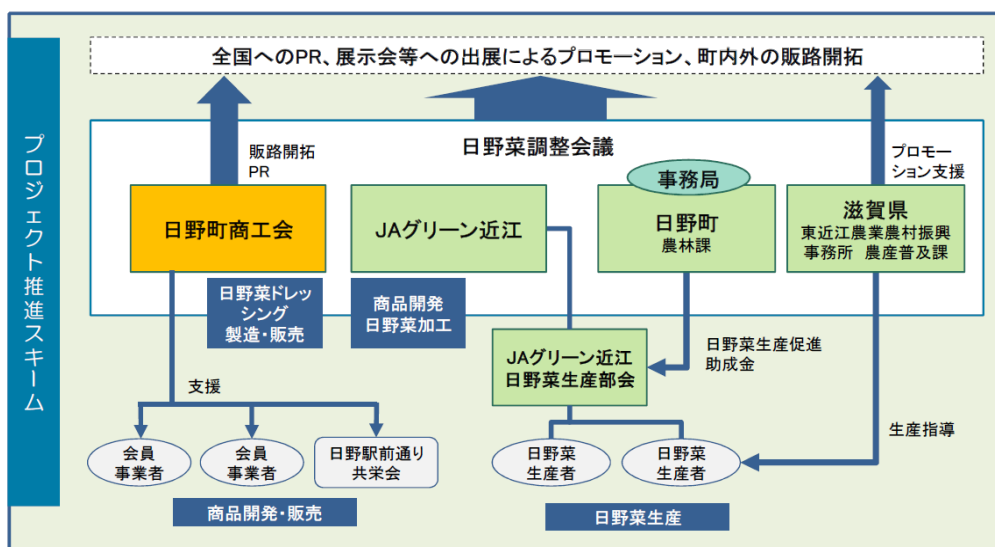 プロジェクト推進スキーム
全国へのPR、展示会等への出展によるプロモーション、町内外の販路開拓
日野菜調整会議
販路開拓
PR
プロモー
ション支援
事務局
日野町商工会
JAグリーン近江
日野町
農林課
滋賀県
東近江農業農村振興
事務所 農産普及課
日野菜ドレッ
シング
製造・販売
商品開発
日野菜加工
JAグリーン近江
日野菜生産部会
日野菜生産促進
助成金
支援
生産指導
会員
事業者
会員
事業者
日野駅前通り
共栄会
日野菜
生産者
日野菜
生産者
商品開発・販売
日野菜生産